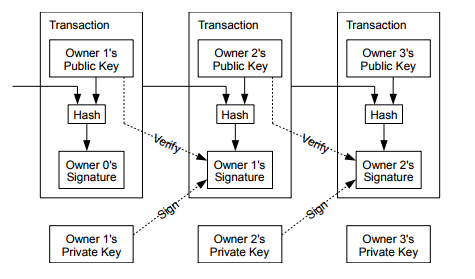 Transaction
Owner 1's
Public Key
Hash
Owner 0's
Signature
Owner 1's
Private Key
Transaction
Owner 2's
Public Key
Hash
Verify
Owner 1's
Signature
Sign
Owner 2's
Private Key
Transaction
Owner 3's
Public Key
Hash
Verify
Owner 2's
Signature
Sign
Owner 3's
Private Key